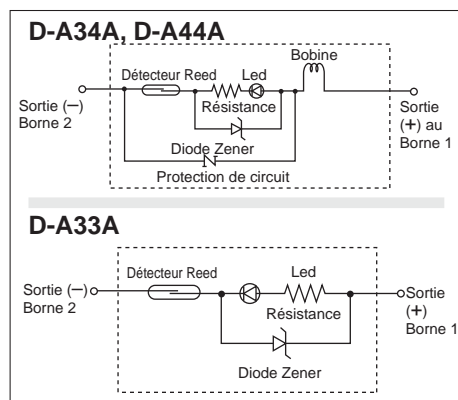 D-A34A, D-A44A
Bobine
Détecteur Reed
Led
Sortie (−)
Borne 2
Résistance
Sortie
(+) au
Borne 1
Diode Zener
Protection de circuit
D-A33A
Détecteur Reed
Led
Sortie (−)
Borne 2
Sortie
(+)
Borne 1
Résistance
Diode Zener